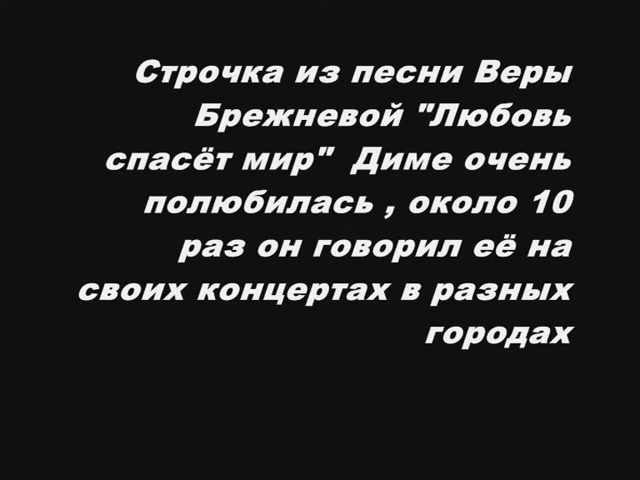 Строчка из песни Веры
Брежневой "Любовь
спасёт мир"  Диме очень
полюбилась , около 10
раз он говорил её на
своих концертах в разных
городах